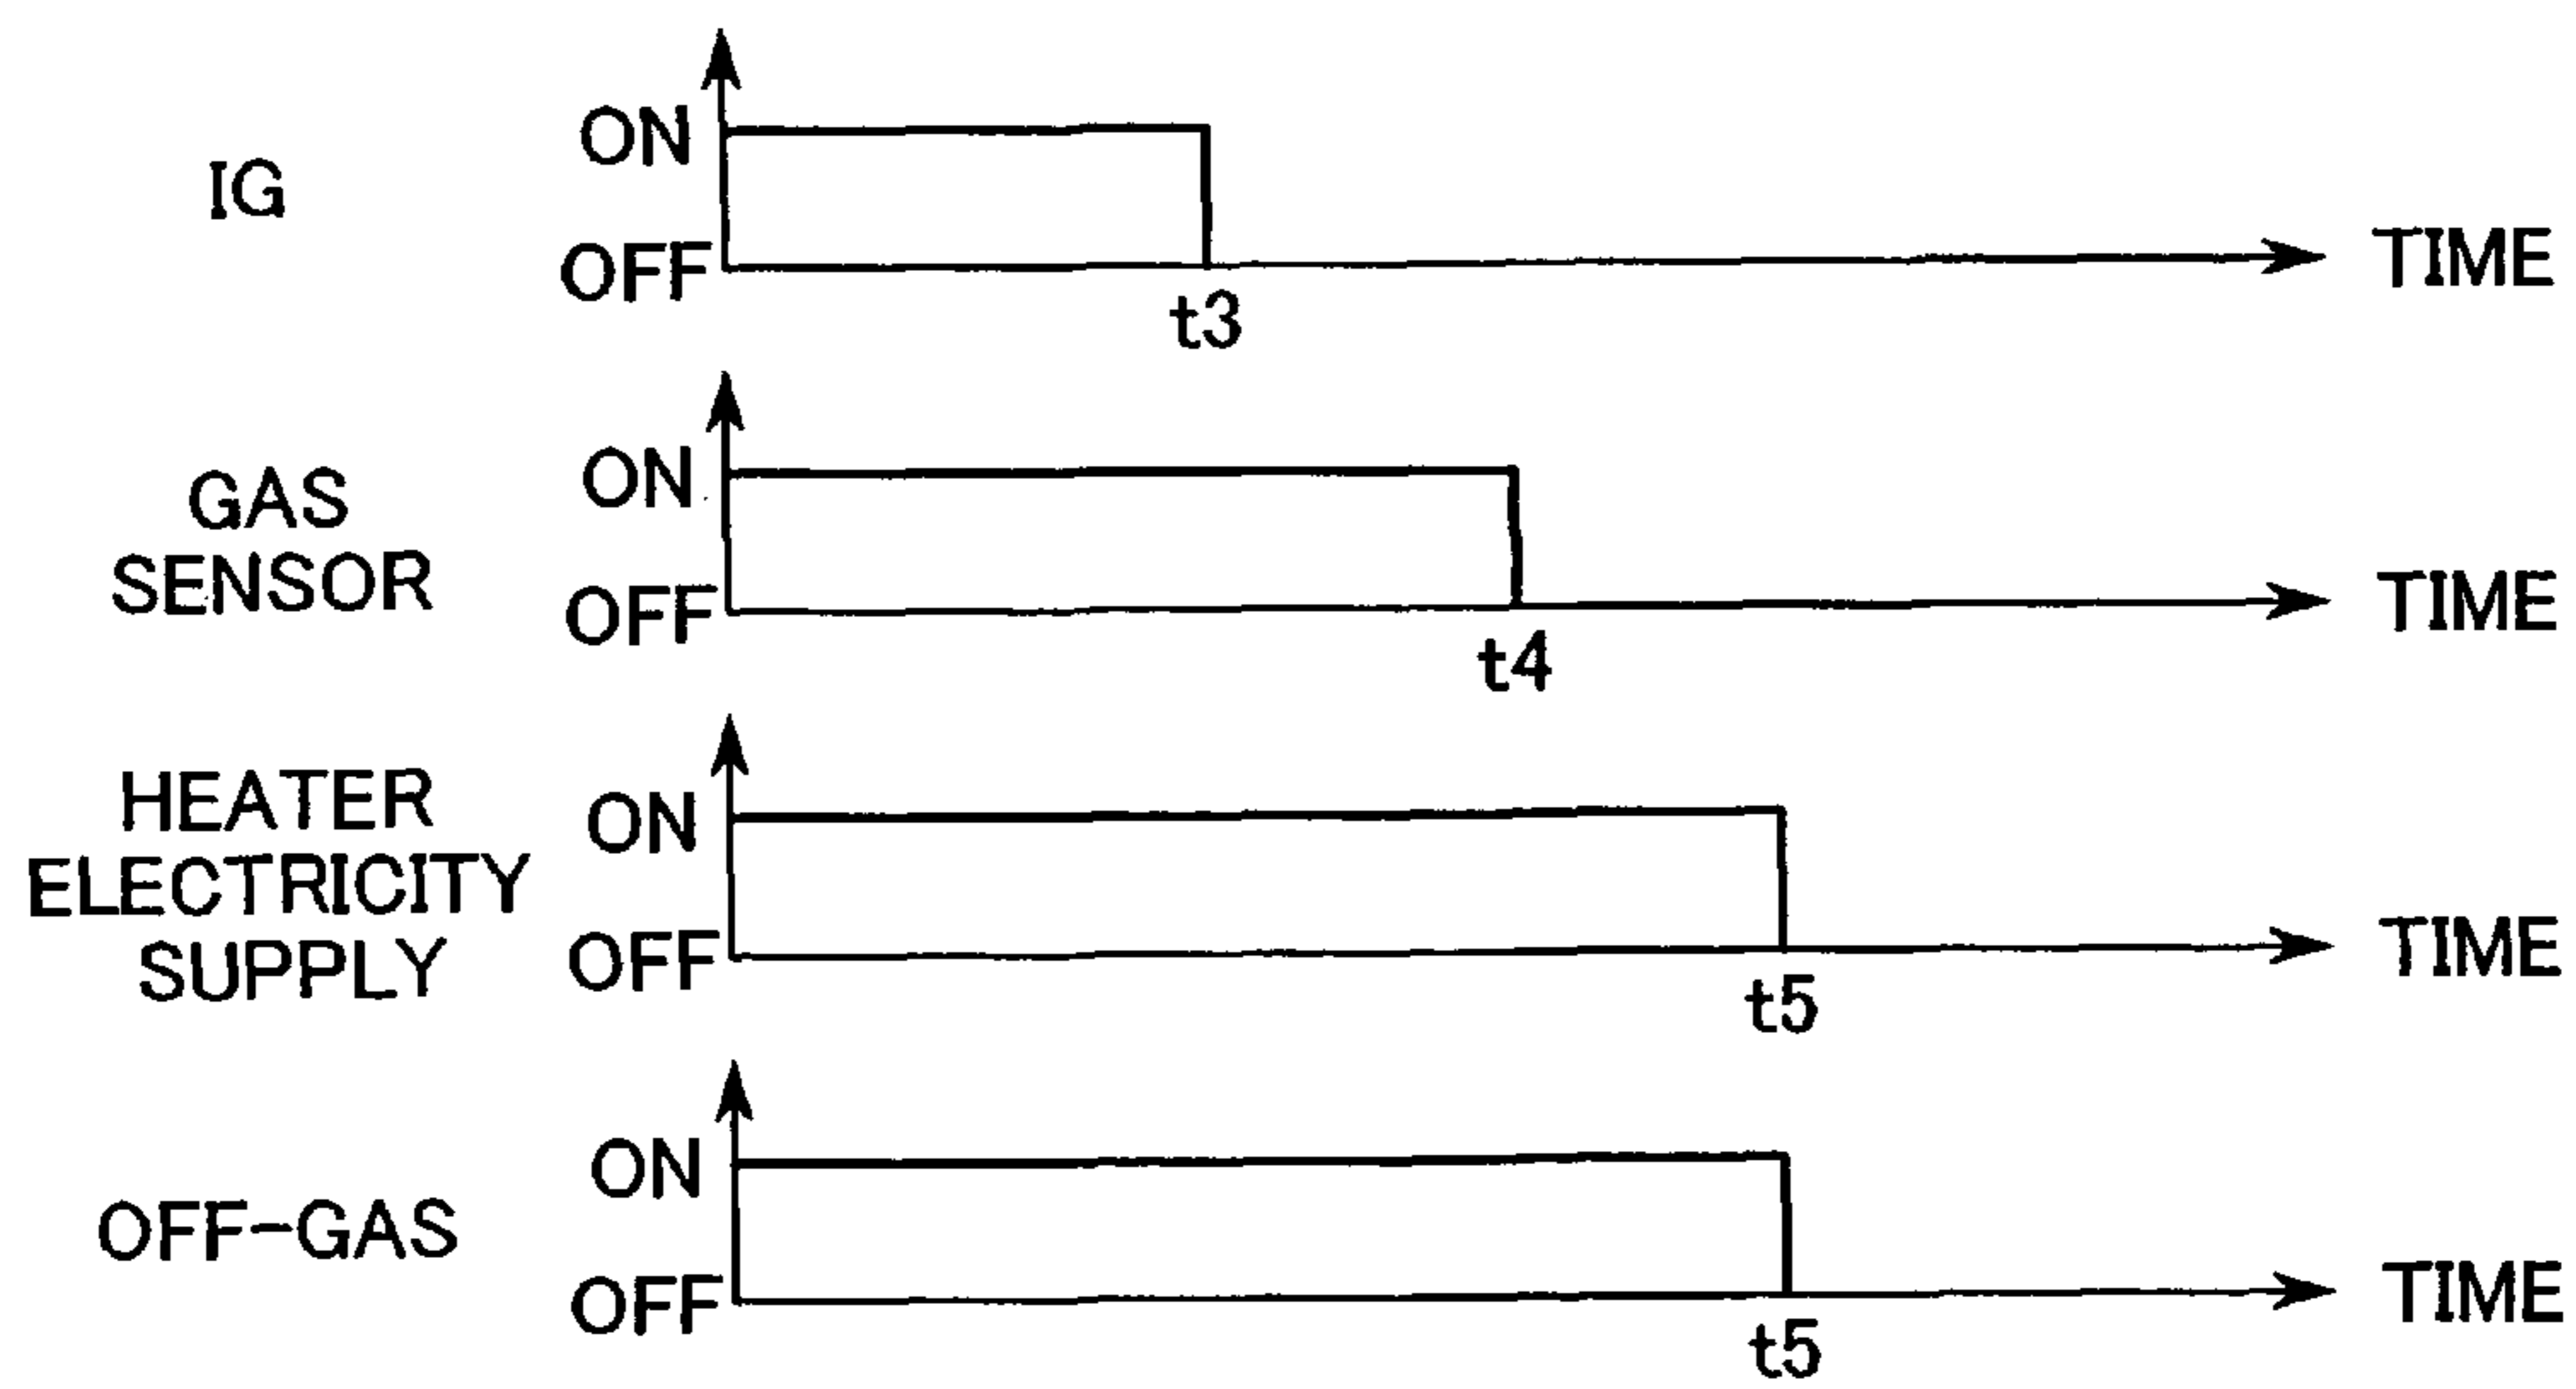 ON
IG
OFF
TIME
t3
ON
GAS
SENSOR
OFF
TIME
t4
HEATER
ON
ELECTRICITY
SUPPLY
OFF
TIME
t5
ON
OFF-GAS
OFF
TIME
t5